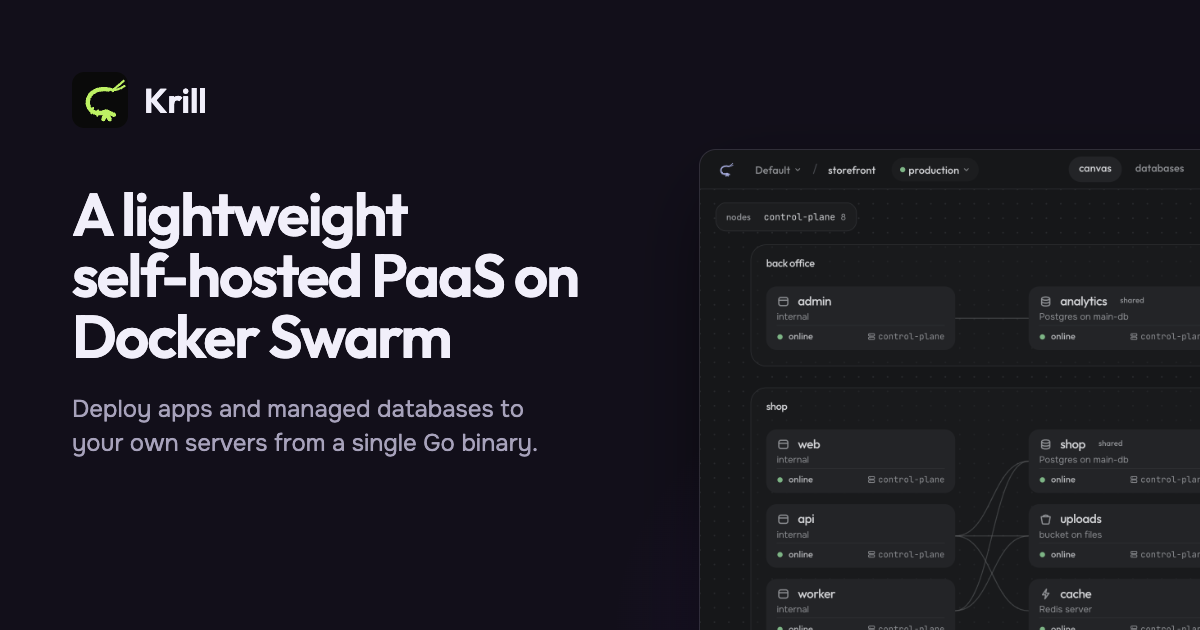 Krill
A lightweight
self-hosted PaaS on
Docker Swarm
Deploy apps and managed databases to
your own servers from a single Go binary.
Default / storefront production canvas databases
nodes control-plane 8
back office
admin analytics shared
internal Postgres on main-db
online control-plane online
shop
web shop shared
internal Postgres on main-db
online control-plane online
api uploads
internal bucket on files
online control-plane online
worker cache
internal Redis server
online control-plane online